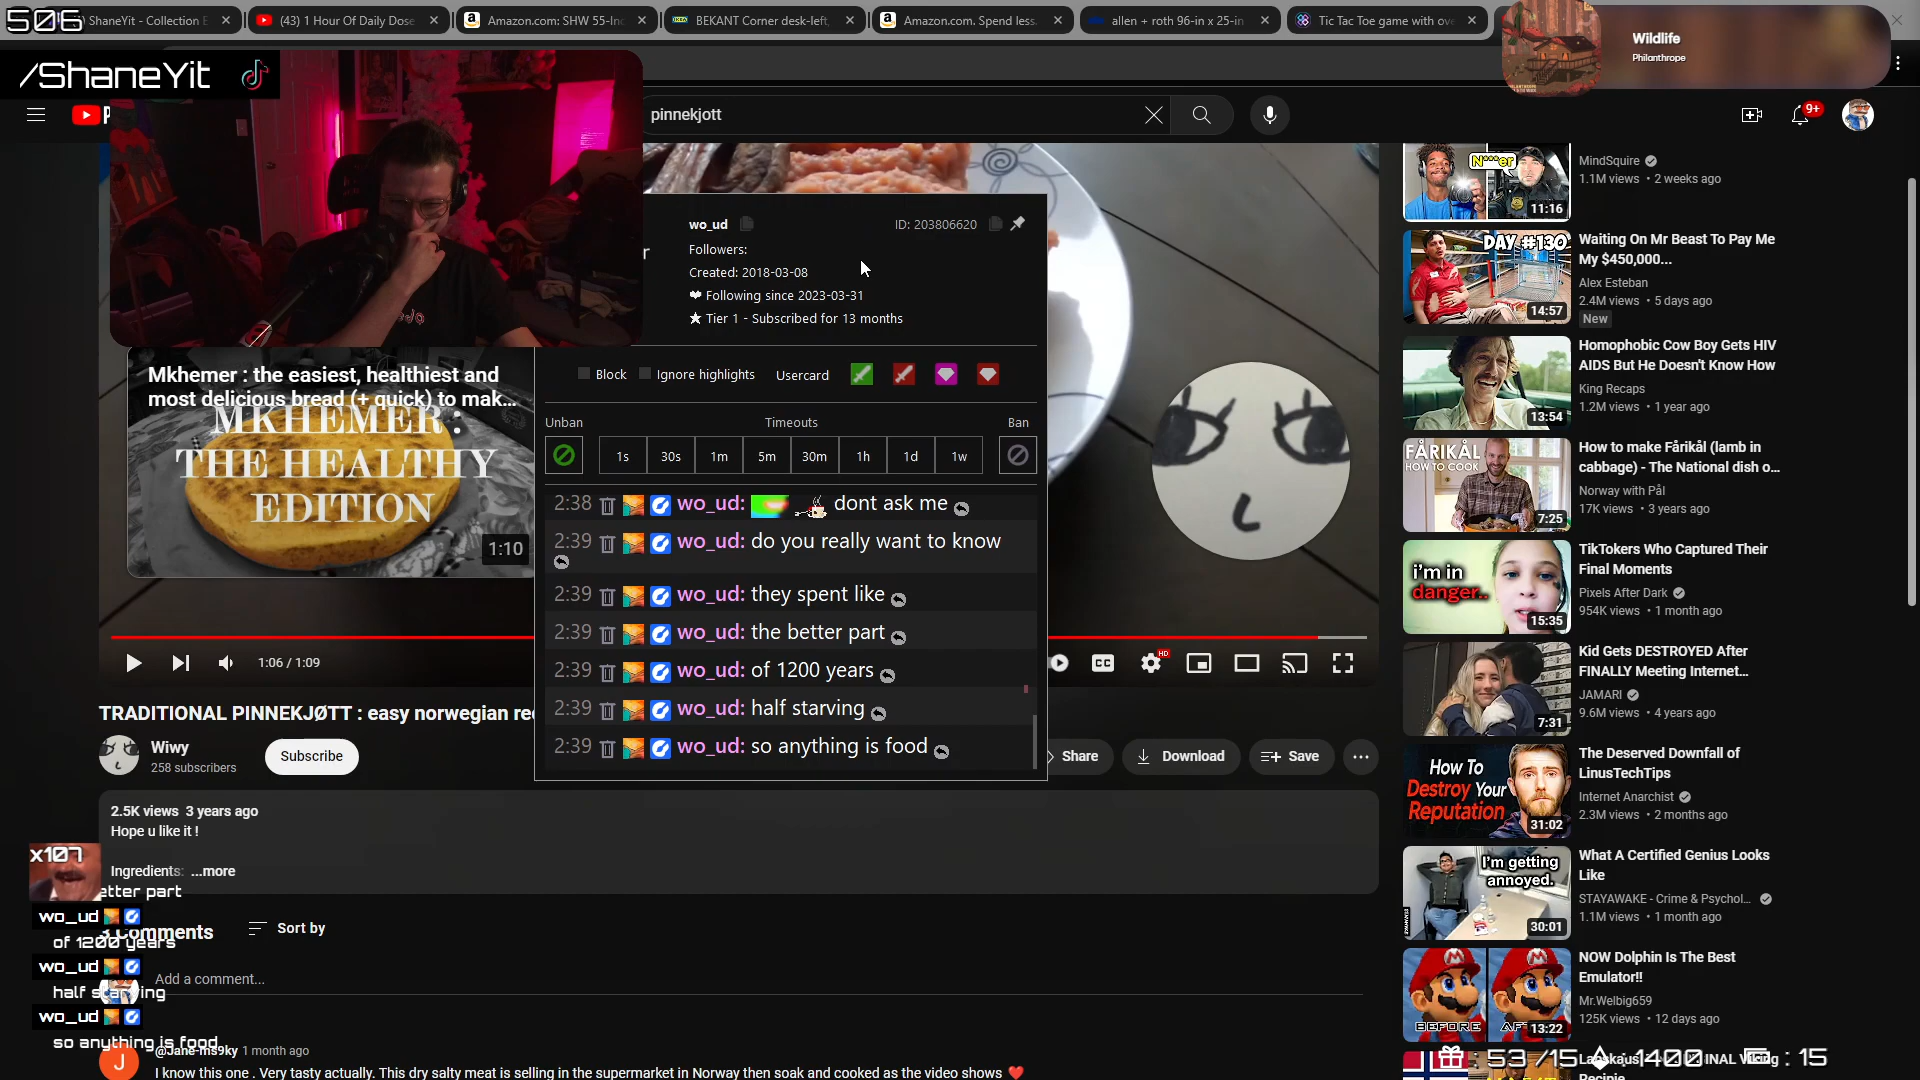 506
ShaneYit - Collection E
(43) 1 Hour Of Daily Dose
Amazon.com: SHW 55-Inc
BEKANT Corner desk-left,
Amazon.com. Spend less.
allen + roth 96-in x 25-in
Tic Tac Toe game with ove
Wildlife
Philanthrope
/ShaneYit
pinnekjott
9+
wo_ud
ID: 203806620
Followers:
Created: 2018-03-08
Following since 2023-03-31
Tier 1 - Subscribed for 13 months
Block
Ignore highlights
Usercard
Unban
Timeouts
Ban
1s
30s
1m
5m
30m
1h
1d
1w
2:38 wo_ud: dont ask me
2:39 wo_ud: do you really want to know
2:39 wo_ud: they spent like
2:39 wo_ud: the better part
2:39 wo_ud: of 1200 years
2:39 wo_ud: half starving
2:39 wo_ud: so anything is food
Mkhemer : the easiest, healthiest and
most delicious bread (+ quick) to mak...
MKHEMER :
THE HEALTHY
EDITION
1:10
1:06 / 1:09
CC
HD
TRADITIONAL PINNEKJØTT : easy norwegian re
Wiwy
258 subscribers
Subscribe
Share
Download
Save
2.5K views 3 years ago
Hope u like it !
Ingredients: ...more
x107
etter part
wo_ud
of 1200 years
wo_ud
half starving
wo_ud
so anything is food
3 Comments
Sort by
Add a comment...
J
@Jane-ms9ky 1 month ago
I know this one . Very tasty actually. This dry salty meat is selling in the supermarket in Norway then soak and cooked as the video shows ❤️
N***er
11:16
MindSquire
1.1M views • 2 weeks ago
DAY #130
14:57
Waiting On Mr Beast To Pay Me
My $450,000...
Alex Esteban
2.4M views • 5 days ago
New
13:54
Homophobic Cow Boy Gets HIV
AIDS But He Doesn't Know How
King Recaps
1.2M views • 1 year ago
FÅRIKÅL
HOW TO COOK
7:25
How to make Fårikål (lamb in
cabbage) - The National dish o...
Norway with Pål
17K views • 3 years ago
i'm in
danger..
15:35
TikTokers Who Captured Their
Final Moments
Pixels After Dark
954K views • 1 month ago
7:31
Kid Gets DESTROYED After
FINALLY Meeting Internet...
JAMARI
9.6M views • 4 years ago
How To
Destroy Your
Reputation
31:02
The Deserved Downfall of
LinusTechTips
Internet Anarchist
2.3M views • 2 months ago
I'm getting
annoyed.
30:01
What A Certified Genius Looks
Like
STAYAWAKE - Crime & Psychol...
1.1M views • 1 month ago
BEFORE
13:22
NOW Dolphin Is The Best
Emulator!!
Mr.Welbig659
125K views • 12 days ago
: 53 /15 : 1400 : 15